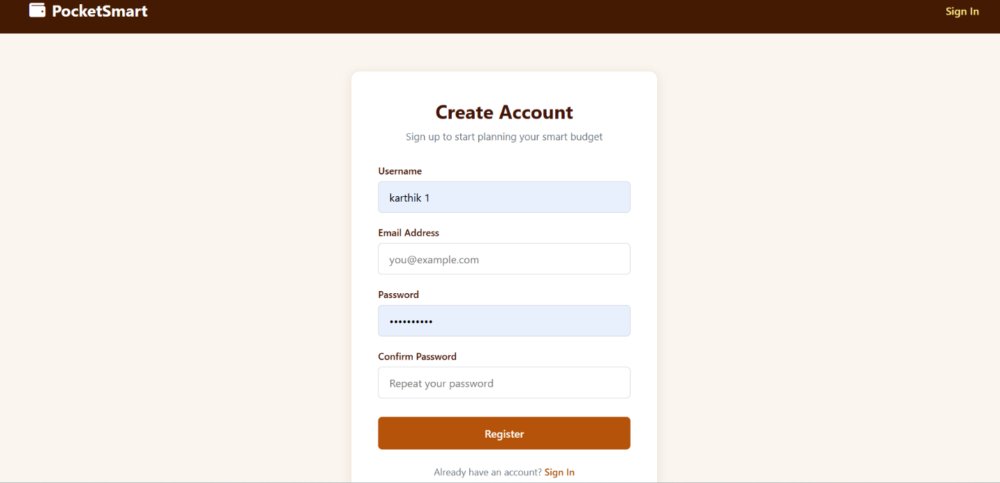 PocketSmart
Sign In
Create Account
Sign up to start planning your smart budget
Username
karthik 1
Email Address
you@example.com
Password
••••••••••
Confirm Password
Repeat your password
Register
Already have an account? Sign In